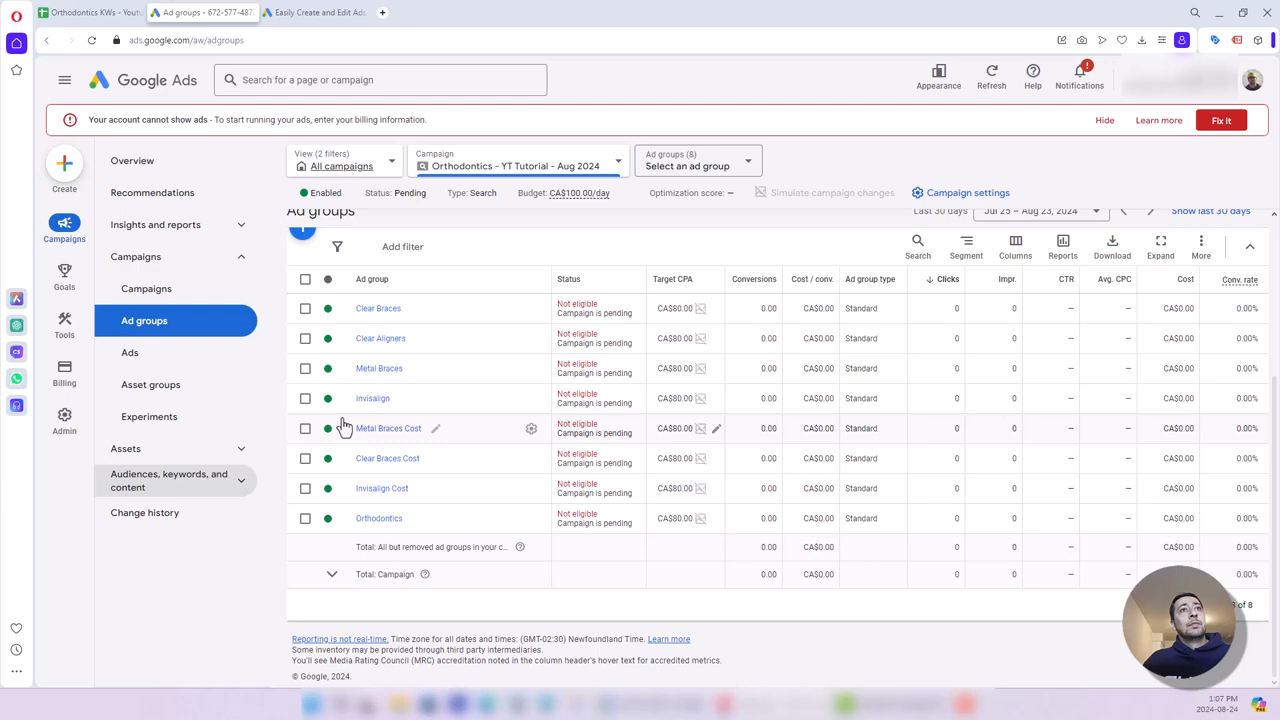 Orthodontics KWs - Youtu
Ad groups - 672-577-487
Easily Create and Edit Ads
ads.google.com/aw/adgroups
Google Ads
Search for a page or campaign
Appearance
Refresh
Help
Notifications
Your account cannot show ads - To start running your ads, enter your billing information.
Hide
Learn more
Fix it
Create
Campaigns
Goals
Tools
Billing
Admin
Overview
Recommendations
Insights and reports
Campaigns
Campaigns
Ad groups
Ads
Asset groups
Experiments
Assets
Audiences, keywords, and
content
Change history
View (2 filters)
All campaigns
Campaign
Orthodontics - YT Tutorial - Aug 2024
Ad groups (8)
Select an ad group
Enabled Status: Pending Type: Search Budget: CA$100.00/day Optimization score: – Simulate campaign changes Campaign settings
Ad groups
Last 30 days Jul 25 – Aug 23, 2024 Show last 30 days
Add filter
Search Segment Columns Reports Download Expand More
Ad group Status Target CPA Conversions Cost / conv. Ad group type Clicks Impr. CTR Avg. CPC Cost Conv. rate
Clear Braces Not eligible Campaign is pending CA$80.00 0.00 CA$0.00 Standard 0 0 – – CA$0.00 0.00%
Clear Aligners Not eligible Campaign is pending CA$80.00 0.00 CA$0.00 Standard 0 0 – – CA$0.00 0.00%
Metal Braces Not eligible Campaign is pending CA$80.00 0.00 CA$0.00 Standard 0 0 – – CA$0.00 0.00%
Invisalign Not eligible Campaign is pending CA$80.00 0.00 CA$0.00 Standard 0 0 – – CA$0.00 0.00%
Metal Braces Cost Not eligible Campaign is pending CA$80.00 0.00 CA$0.00 Standard 0 0 – – CA$0.00 0.00%
Clear Braces Cost Not eligible Campaign is pending CA$80.00 0.00 CA$0.00 Standard 0 0 – – CA$0.00 0.00%
Invisalign Cost Not eligible Campaign is pending CA$80.00 0.00 CA$0.00 Standard 0 0 – – CA$0.00 0.00%
Orthodontics Not eligible Campaign is pending CA$80.00 0.00 CA$0.00 Standard 0 0 – – CA$0.00 0.00%
Total: All but removed ad groups in your c... 0.00 CA$0.00 0 0 – – CA$0.00 0.00%
Total: Campaign 0.00 CA$0.00 0 0 – – CA$0.00 0.00%
of 8
Reporting is not real-time. Time zone for all dates and times: (GMT-02:30) Newfoundland Time. Learn more
Some inventory may be provided through third party intermediaries.
You'll see Media Rating Council (MRC) accreditation noted in the column header's hover text for accredited metrics.
© Google, 2024.
1:07 PM
2024-08-24